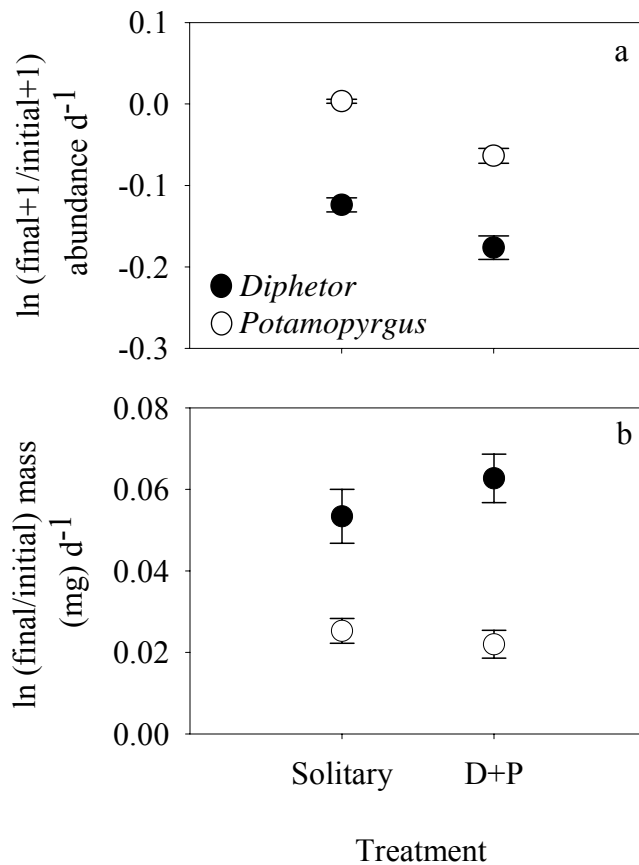 a
0.1
0.0
-0.1
-0.2
-0.3
ln (final+1/initial+1)
abundance d-1
Diphetor
Potamopyrgus
b
0.08
0.06
0.04
0.02
0.00
ln (final/initial) mass
(mg) d-1
Solitary D+P
Treatment